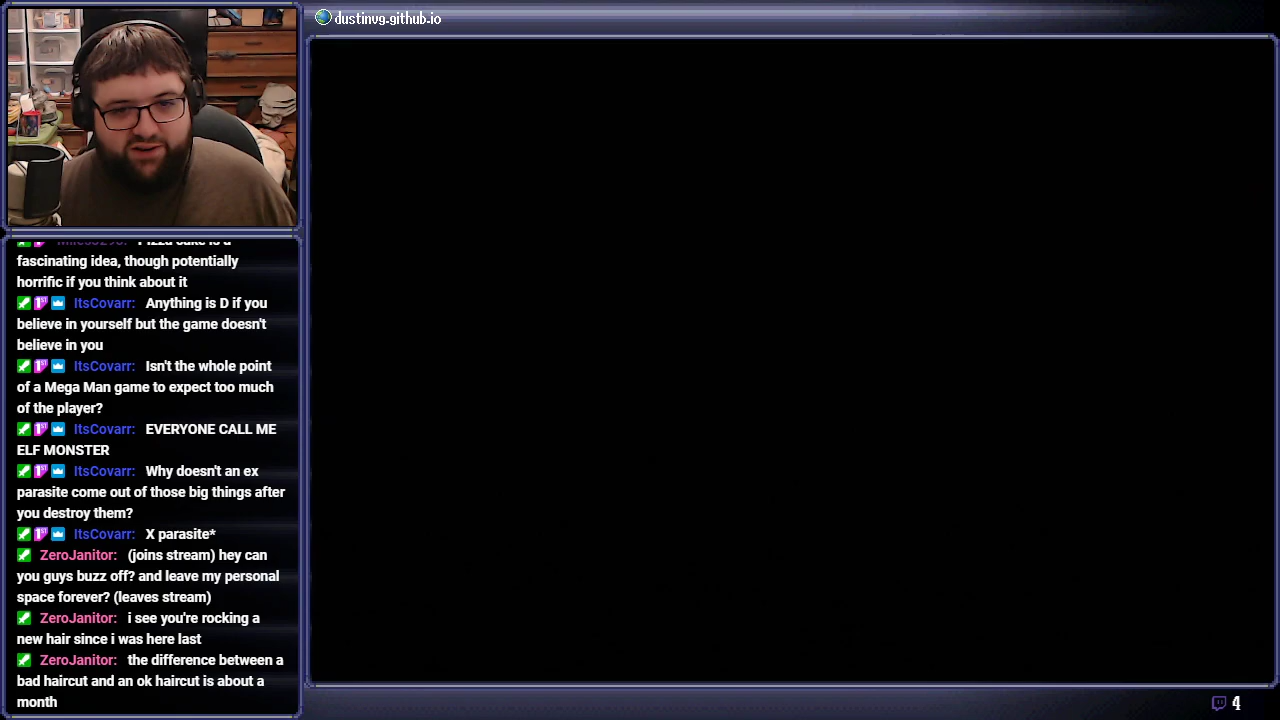 dustinvg.github.io
fascinating idea, though potentially
horrific if you think about it
ItsCovarr: Anything is D if you
believe in yourself but the game doesn't
believe in you
ItsCovarr: Isn't the whole point
of a Mega Man game to expect too much
of the player?
ItsCovarr: EVERYONE CALL ME
ELF MONSTER
ItsCovarr: Why doesn't an ex
parasite come out of those big things after
you destroy them?
ItsCovarr: X parasite*
ZeroJanitor: (joins stream) hey can
you guys buzz off? and leave my personal
space forever? (leaves stream)
ZeroJanitor: i see you're rocking a
new hair since i was here last
ZeroJanitor: the difference between a
bad haircut and an ok haircut is about a
month
4